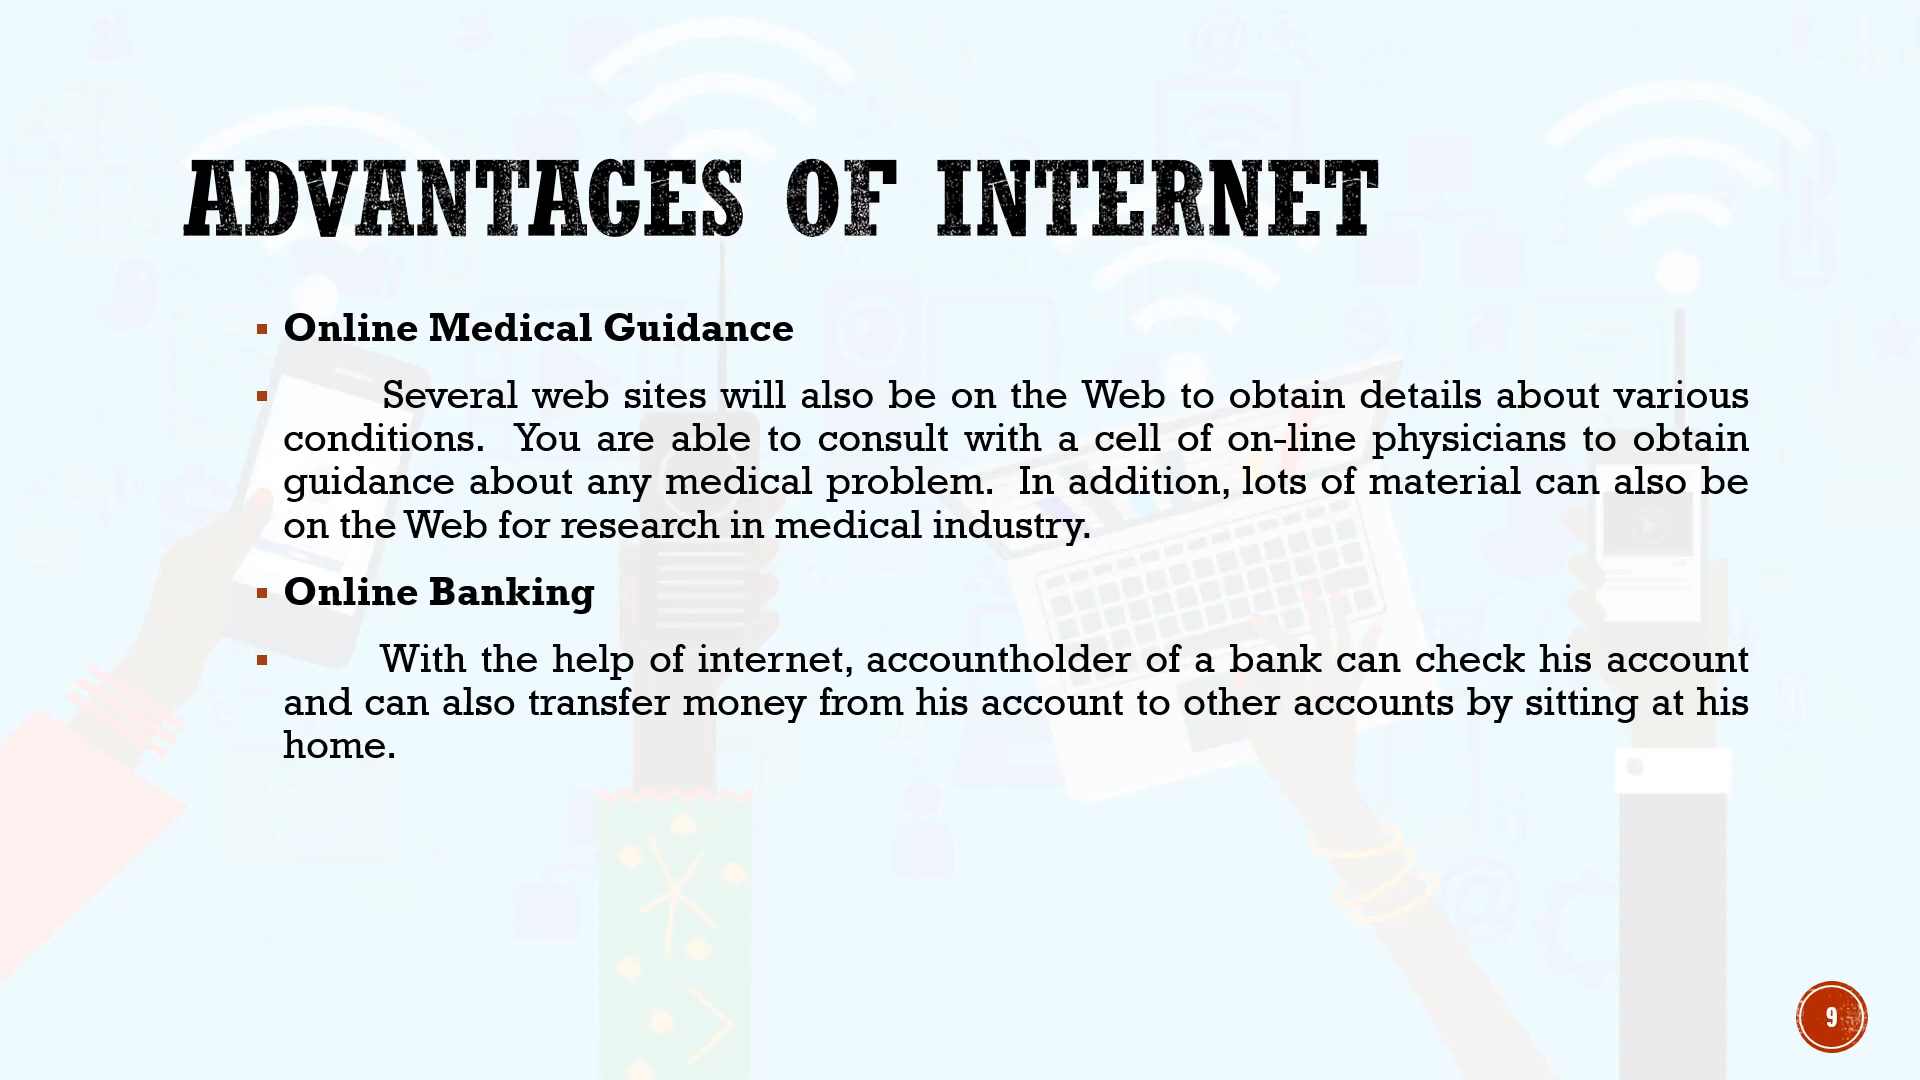 ADVANTAGES OF INTERNET
▪ Online Medical Guidance
▪ Several web sites will also be on the Web to obtain details about various
conditions. You are able to consult with a cell of on-line physicians to obtain
guidance about any medical problem. In addition, lots of material can also be
on the Web for research in medical industry.
▪ Online Banking
▪ With the help of internet, accountholder of a bank can check his account
and can also transfer money from his account to other accounts by sitting at his
home.
9